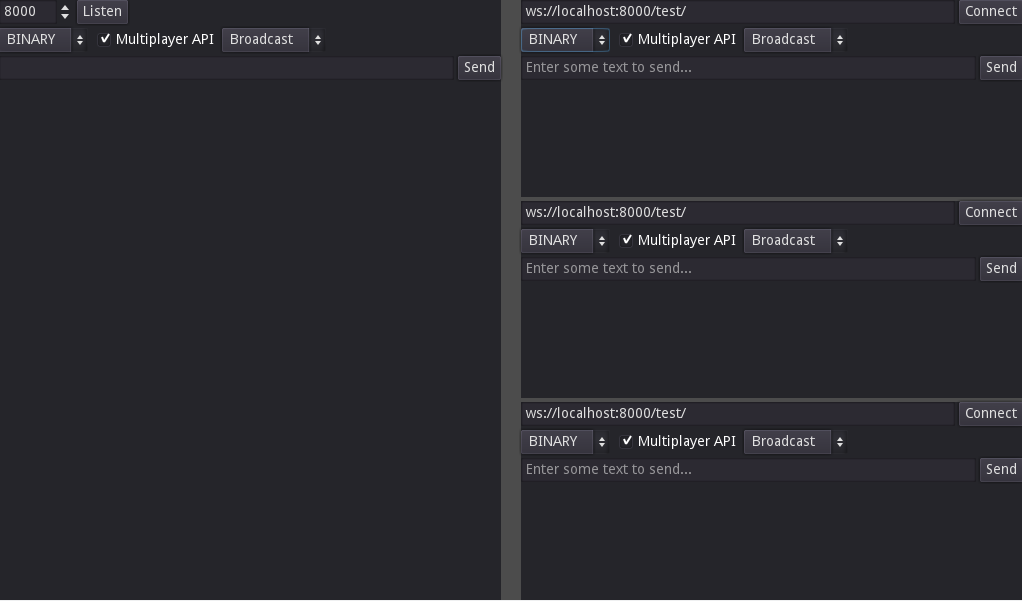 8000 Listen
BINARY Multiplayer API Broadcast
Send
ws://localhost:8000/test/ Connect
BINARY Multiplayer API Broadcast
Enter some text to send... Send
ws://localhost:8000/test/ Connect
BINARY Multiplayer API Broadcast
Enter some text to send... Send
ws://localhost:8000/test/ Connect
BINARY Multiplayer API Broadcast
Enter some text to send... Send